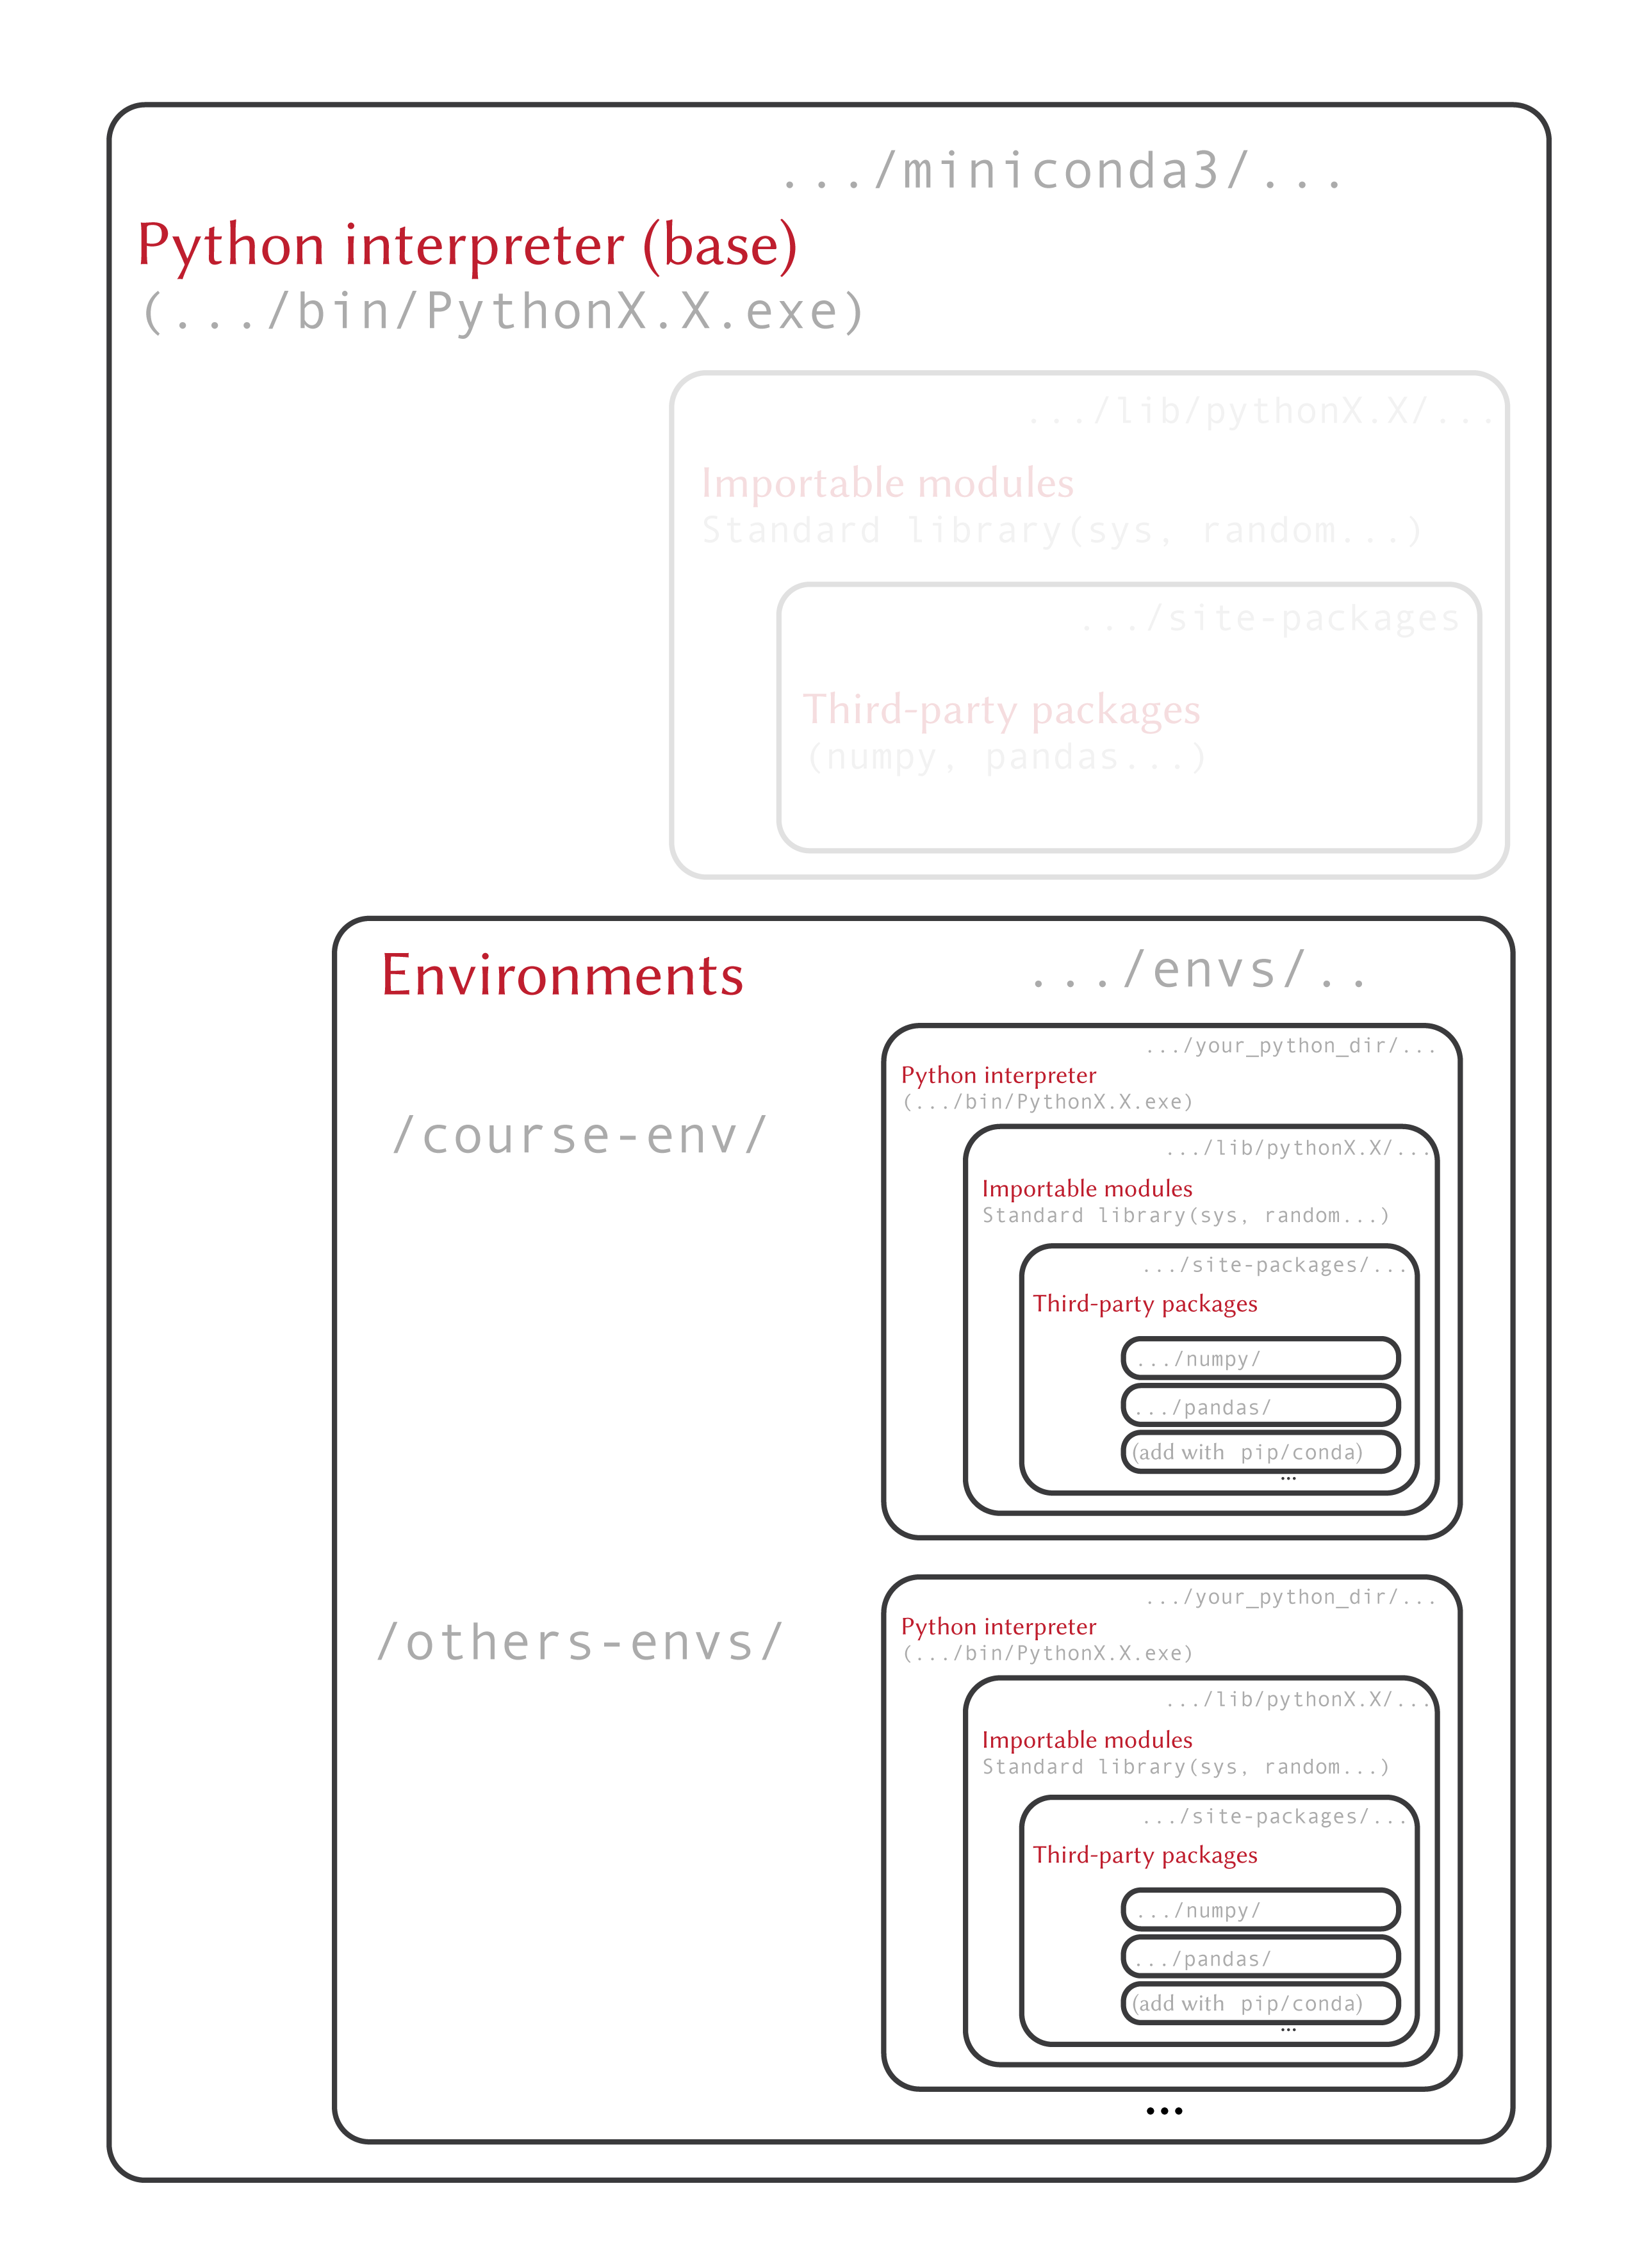 .../miniconda3/...
Python interpreter (base)
(.../bin/PythonX.X.exe)
.../lib/pythonX.X/...
Importable modules
Standard library(sys, random...)
.../site-packages
Third-party packages
(numpy, pandas...)
Environments
.../envs/..
/course-env/
.../your_python_dir/...
Python interpreter
(.../bin/PythonX.X.exe)
.../lib/pythonX.X/...
Importable modules
Standard library(sys, random...)
.../site-packages/...
Third-party packages
.../numpy/
.../pandas/
(add with pip/conda)
...
/others-envs/
.../your_python_dir/...
Python interpreter
(.../bin/PythonX.X.exe)
.../lib/pythonX.X/...
Importable modules
Standard library(sys, random...)
.../site-packages/...
Third-party packages
.../numpy/
.../pandas/
(add with pip/conda)
...
...